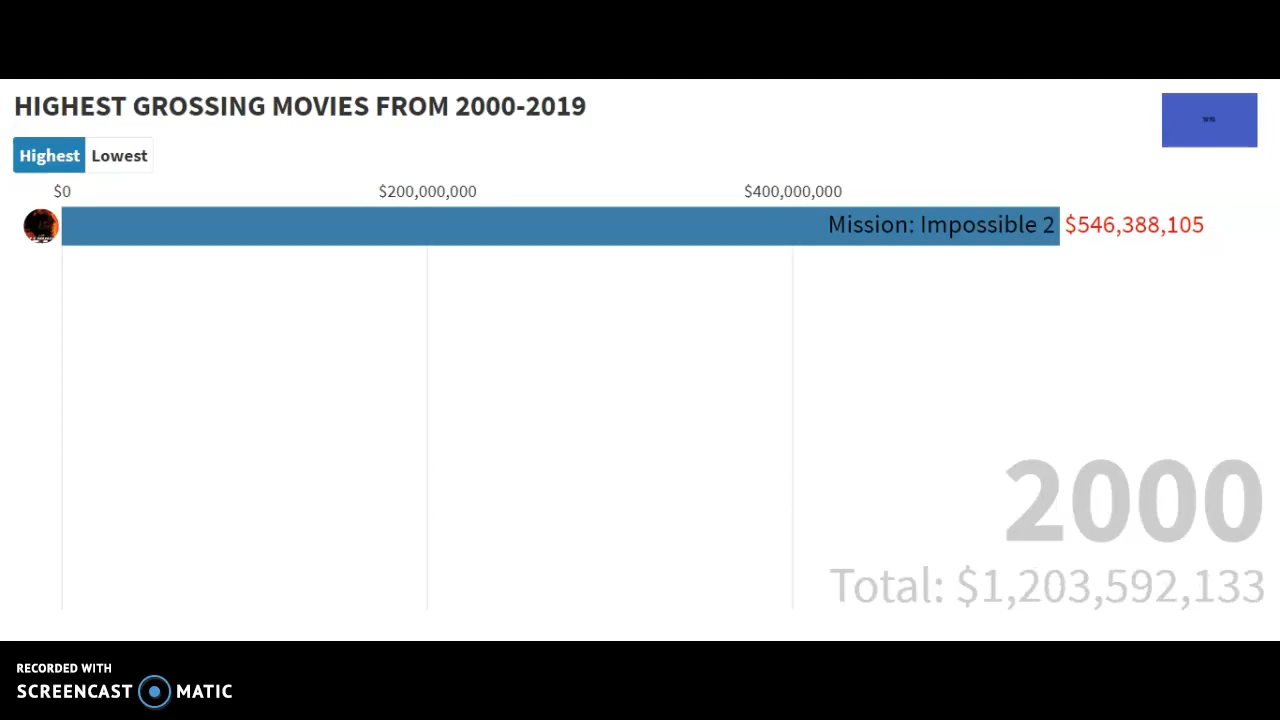 HIGHEST GROSSING MOVIES FROM 2000-2019
Highest Lowest
$0 $200,000,000 $400,000,000
Mission: Impossible 2 $546,388,105
2000
Total: $1,203,592,133
RECORDED WITH
SCREENCAST MATIC